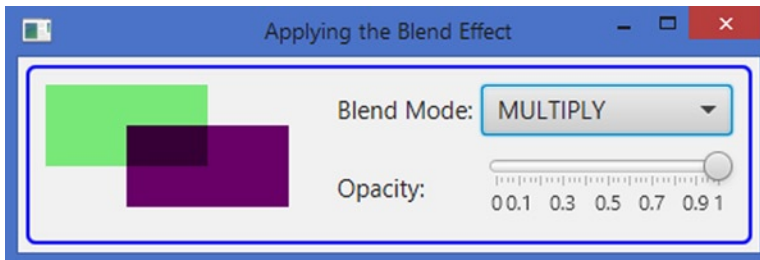 Applying the Blend Effect
Blend Mode: MULTIPLY
Opacity:
0 0.1 0.3 0.5 0.7 0.9 1